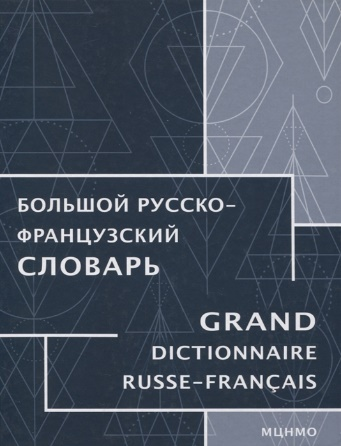 БОЛЬШОЙ РУССКО-
ФРАНЦУЗСКИЙ
СЛОВАРЬ
GRAND
DICTIONNAIRE
RUSSE-FRANÇAIS
МЦНМО